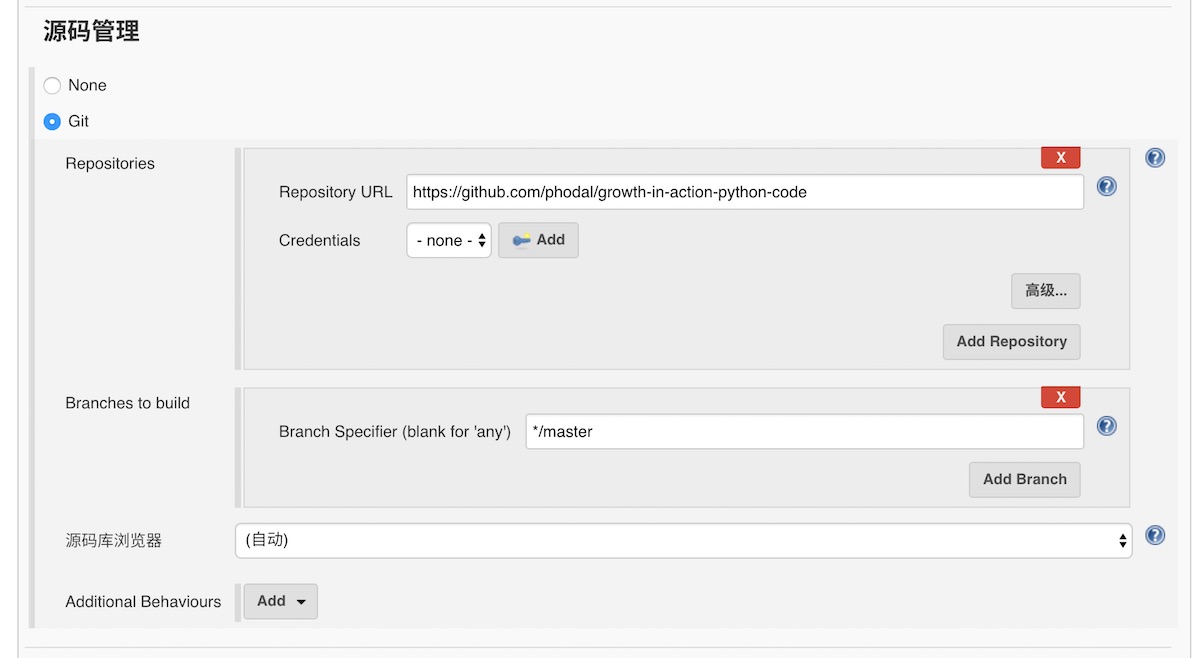 源码管理
None
Git
Repositories
X
Repository URL https://github.com/phodal/growth-in-action-python-code
Credentials - none - Add
高级...
Add Repository
Branches to build
X
Branch Specifier (blank for 'any') */master
Add Branch
源码库浏览器 (自动)
Additional Behaviours Add